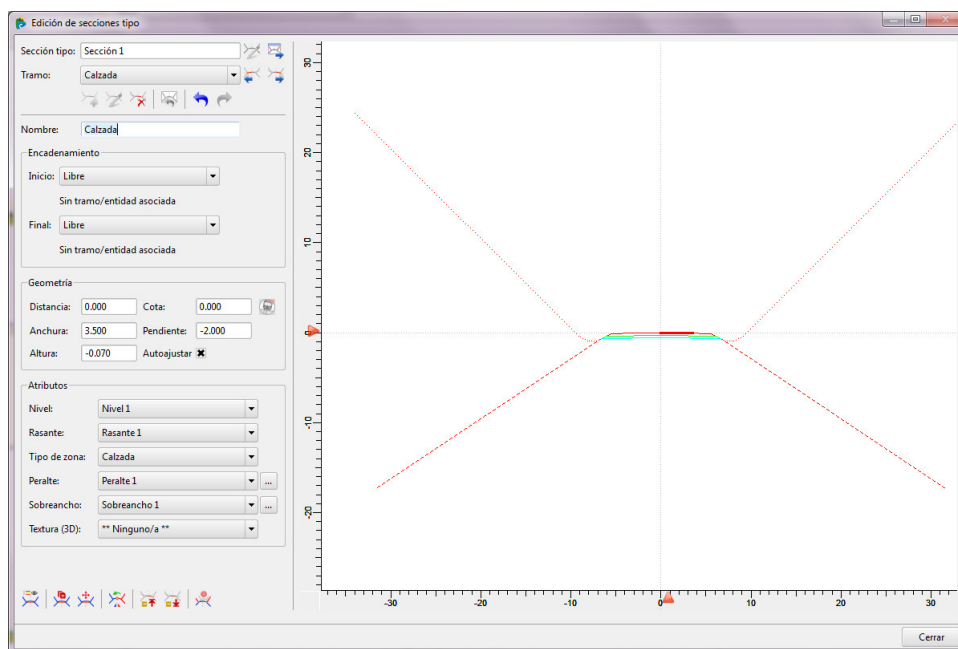 Edición de secciones tipo
Sección tipo: Sección 1
Tramo: Calzada
Nombre: Calzada
Encadenamiento
Inicio: Libre
Sin tramo/entidad asociada
Final: Libre
Sin tramo/entidad asociada
Geometría
Distancia: 0.000 Cota: 0.000
Anchura: 3.500 Pendiente: -2.000
Altura: -0.070 Autoajustar
Atributos
Nivel: Nivel 1
Rasante: Rasante 1
Tipo de zona: Calzada
Peralte: Peralte 1 ...
Sobreancho: Sobreancho 1 ...
Textura (3D): ** Ninguno/a **
30
20
10
0
-10
-20
-30 -20 -10 0 10 20 30
Cerrar